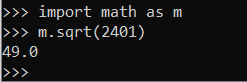 >>> import math as m
>>> m.sqrt(2401)
49.0
>>>